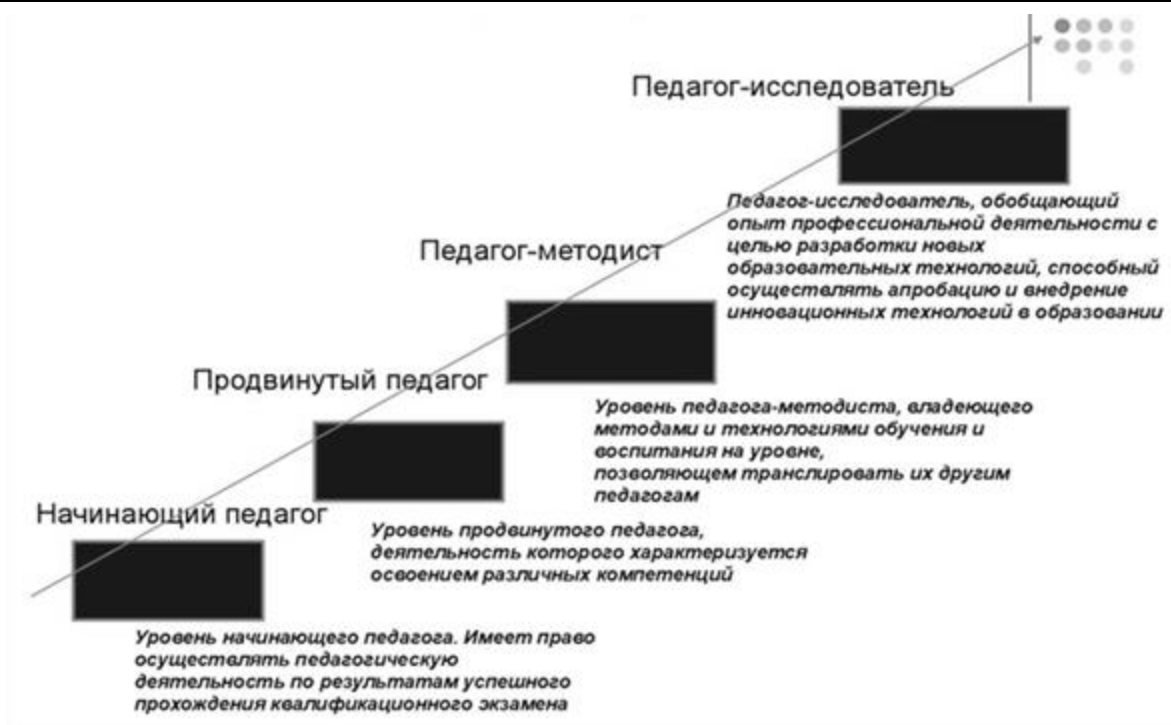 Педагог-исследователь
Педагог-исследователь, обобщающий
опыт профессиональной деятельности с
целью разработки новых
образовательных технологий, способный
осуществлять апробацию и внедрение
инновационных технологий в образовании
Педагог-методист
Уровень педагога-методиста, владеющего
методами и технологиями обучения и
воспитания на уровне,
позволяющем транслировать их другим
педагогам
Продвинутый педагог
Уровень продвинутого педагога,
деятельность которого характеризуется
освоением различных компетенций
Начинающий педагог
Уровень начинающего педагога. Имеет право
осуществлять педагогическую
деятельность по результатам успешного
прохождения квалификационного экзамена